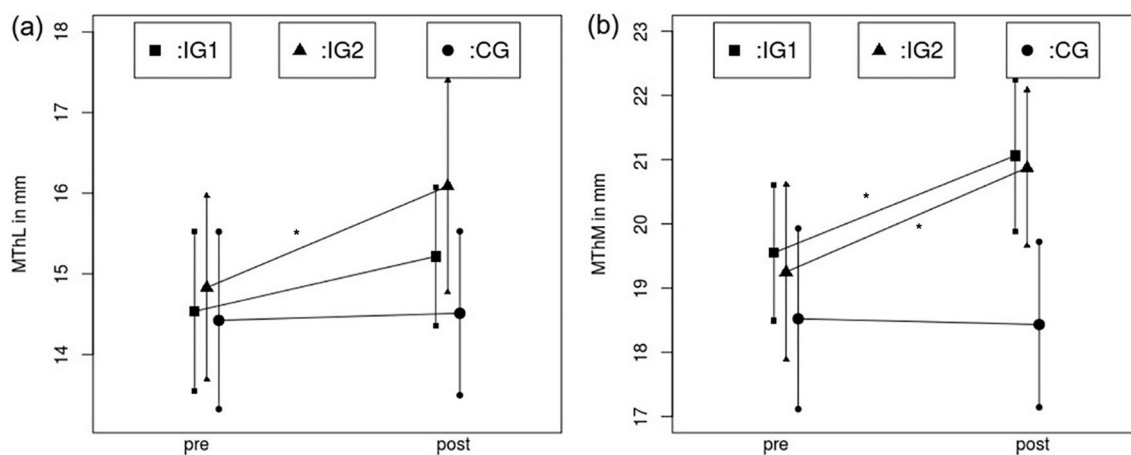 (a)
:IG1 :IG2 :CG
MThL in mm
18
17
16
15
14
*
pre post
(b)
:IG1 :IG2 :CG
MThM in mm
23
22
21
20
19
18
17
*
*
pre post